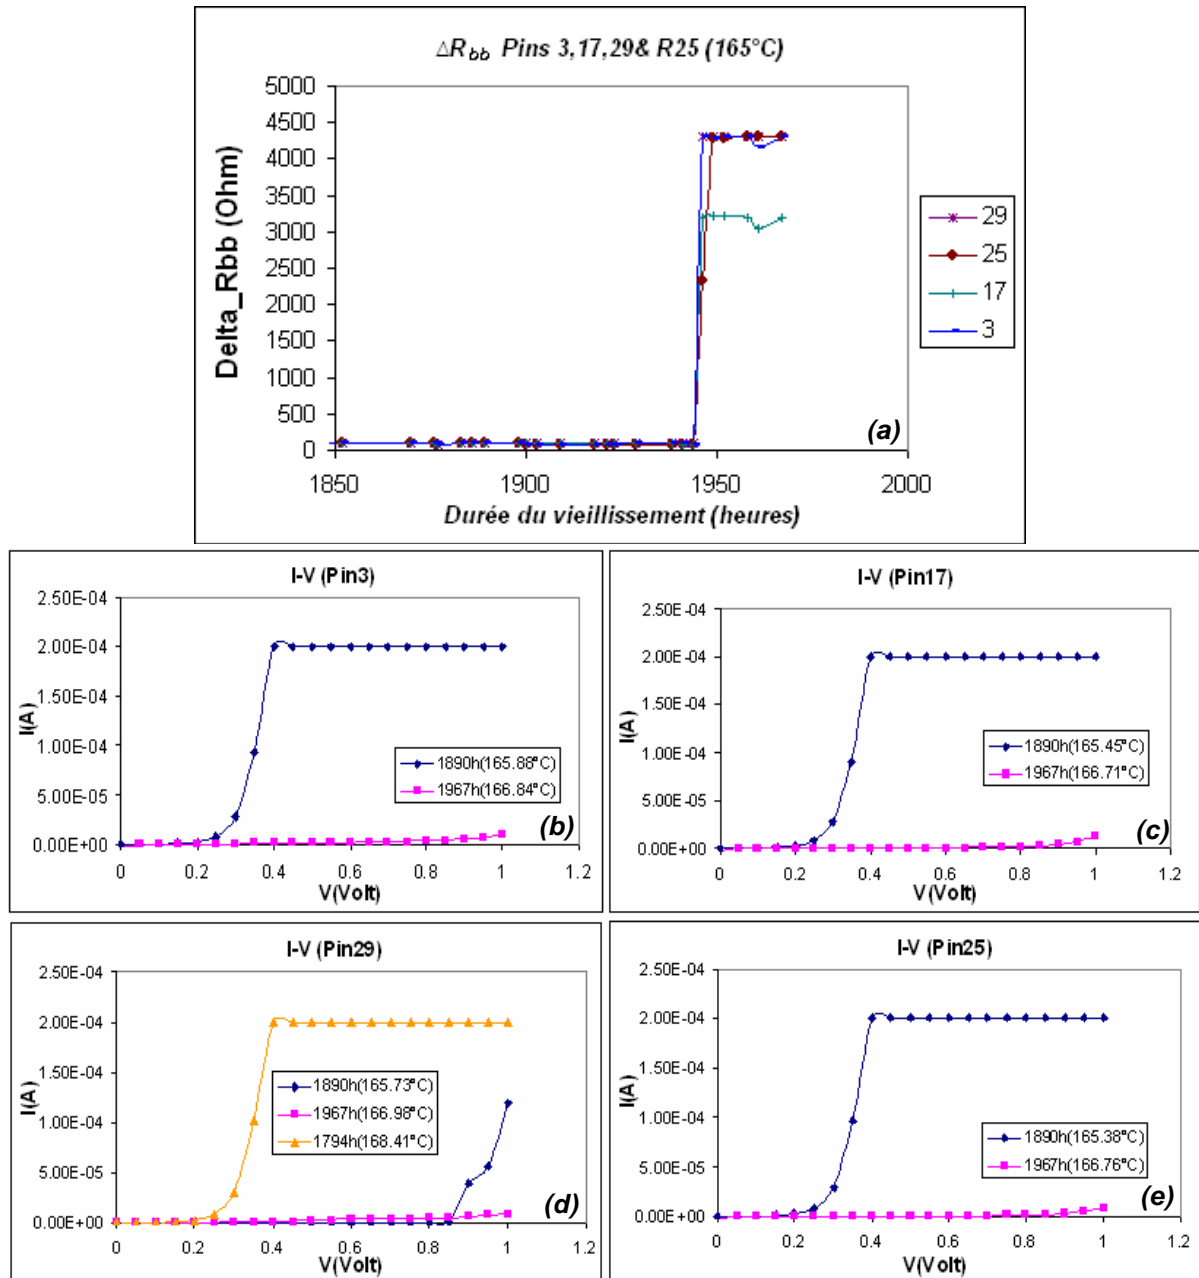 ΔRbb Pins 3,17,29& R25 (165°C)
5000
4500
4000
3500
3000
2500
2000
1500
1000
500
0
Delta_Rbb (Ohm)
1850 1900 1950 2000
Durée du vieillissement (heures)
29
25
17
3
(a)
I-V (Pin3)
2.50E-04
2.00E-04
1.50E-04
1.00E-04
5.00E-05
0.00E+00
I(A)
0 0.2 0.4 0.6 0.8 1 1.2
V(Volt)
1890h(165.88°C)
1967h(166.84°C)
(b)
I-V (Pin17)
2.50E-04
2.00E-04
1.50E-04
1.00E-04
5.00E-05
0.00E+00
I(A)
0 0.2 0.4 0.6 0.8 1 1.2
V(Volt)
1890h(165.45°C)
1967h(166.71°C)
(c)
I-V (Pin29)
2.50E-04
2.00E-04
1.50E-04
1.00E-04
5.00E-05
0.00E+00
I(A)
0 0.2 0.4 0.6 0.8 1 1.2
V(Volt)
1890h(165.73°C)
1967h(166.98°C)
1794h(168.41°C)
(d)
I-V (Pin25)
2.50E-04
2.00E-04
1.50E-04
1.00E-04
5.00E-05
0.00E+00
I(A)
0 0.2 0.4 0.6 0.8 1 1.2
V(Volt)
1890h(165.38°C)
1967h(166.76°C)
(e)